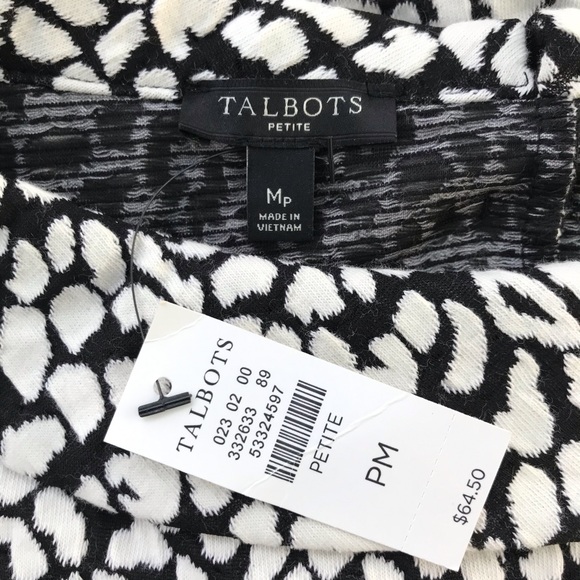 TALBOTS
PETITE
MP
MADE IN
VIETNAM
TALBOTS
023 02 00
332633 89
53324597
PETITE
PM
$64.50